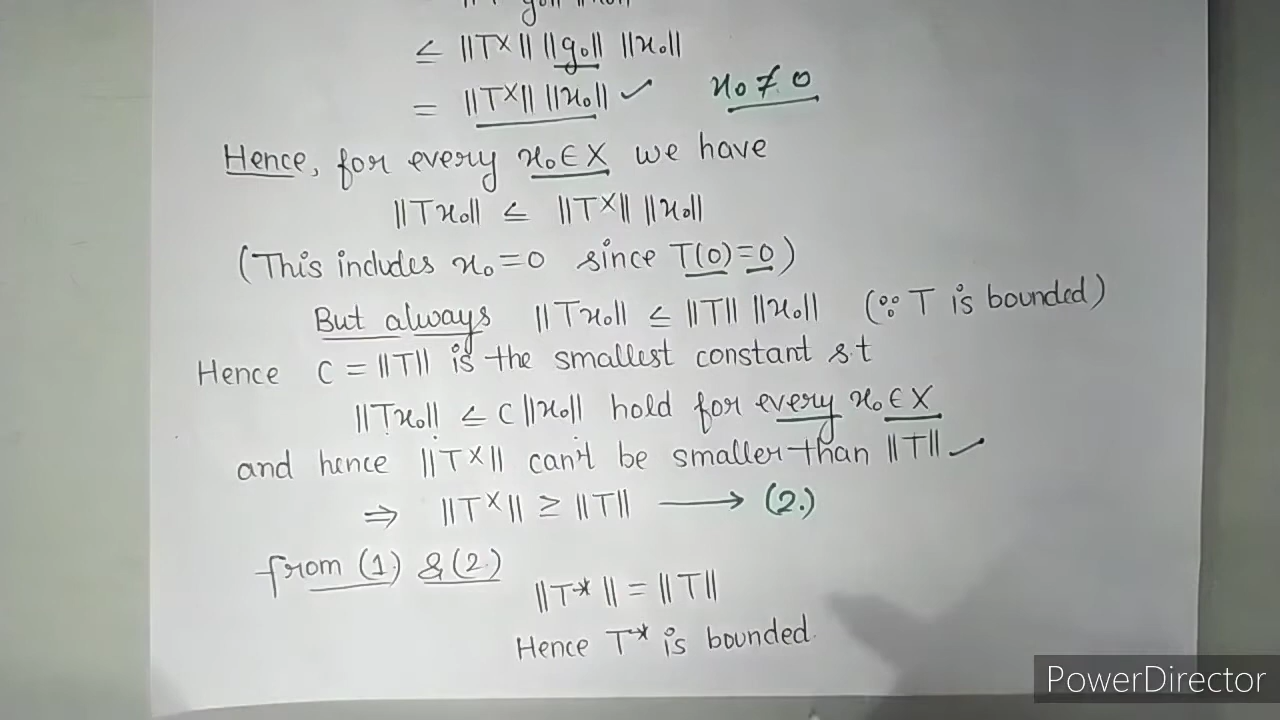 ≤ ||T× || ||g₀|| ||x₀||
= ||T×|| ||x₀|| ✓ x₀ ≠ 0
Hence, for every x₀ ∈ X we have
||Tx₀|| ≤ ||T×|| ||x₀||
(This includes x₀=0 since T(0)=0)
But always ||Tx₀|| ≤ ||T|| ||x₀|| (∵ T is bounded)
Hence C = ||T|| is the smallest constant s.t
||Tx₀|| ≤ C ||x₀|| hold for every x₀ ∈ X
and hence ||T×|| can't be smaller than ||T|| ✓
⇒ ||T×|| ≥ ||T|| ⟶ (2.)
from (1) & (2.)
||T* || = ||T||
Hence T* is bounded.
PowerDirector